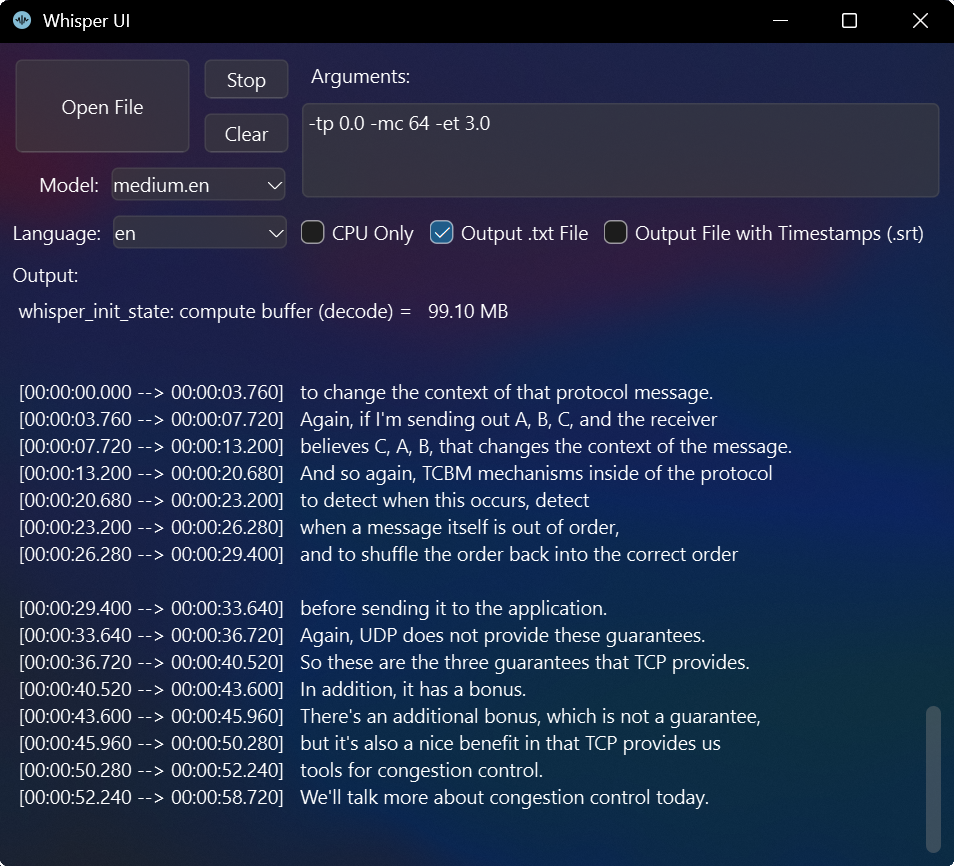 Whisper UI
Open File
Stop
Clear
Arguments:
-tp 0.0 -mc 64 -et 3.0
Model: medium.en
Language: en
CPU Only
Output .txt File
Output File with Timestamps (.srt)
Output:
whisper_init_state: compute buffer (decode) = 99.10 MB
[00:00:00.000 --> 00:00:03.760] to change the context of that protocol message.
[00:00:03.760 --> 00:00:07.720] Again, if I'm sending out A, B, C, and the receiver
[00:00:07.720 --> 00:00:13.200] believes C, A, B, that changes the context of the message.
[00:00:13.200 --> 00:00:20.680] And so again, TCBM mechanisms inside of the protocol
[00:00:20.680 --> 00:00:23.200] to detect when this occurs, detect
[00:00:23.200 --> 00:00:26.280] when a message itself is out of order,
[00:00:26.280 --> 00:00:29.400] and to shuffle the order back into the correct order
[00:00:29.400 --> 00:00:33.640] before sending it to the application.
[00:00:33.640 --> 00:00:36.720] Again, UDP does not provide these guarantees.
[00:00:36.720 --> 00:00:40.520] So these are the three guarantees that TCP provides.
[00:00:40.520 --> 00:00:43.600] In addition, it has a bonus.
[00:00:43.600 --> 00:00:45.960] There's an additional bonus, which is not a guarantee,
[00:00:45.960 --> 00:00:50.280] but it's also a nice benefit in that TCP provides us
[00:00:50.280 --> 00:00:52.240] tools for congestion control.
[00:00:52.240 --> 00:00:58.720] We'll talk more about congestion control today.